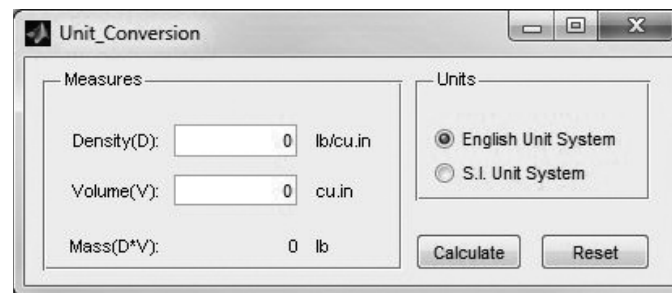 Unit_Conversion
Measures
Density(D): 0 lb/cu.in
Volume(V): 0 cu.in
Mass(D*V): 0 lb
Units
English Unit System
S.I. Unit System
Calculate Reset